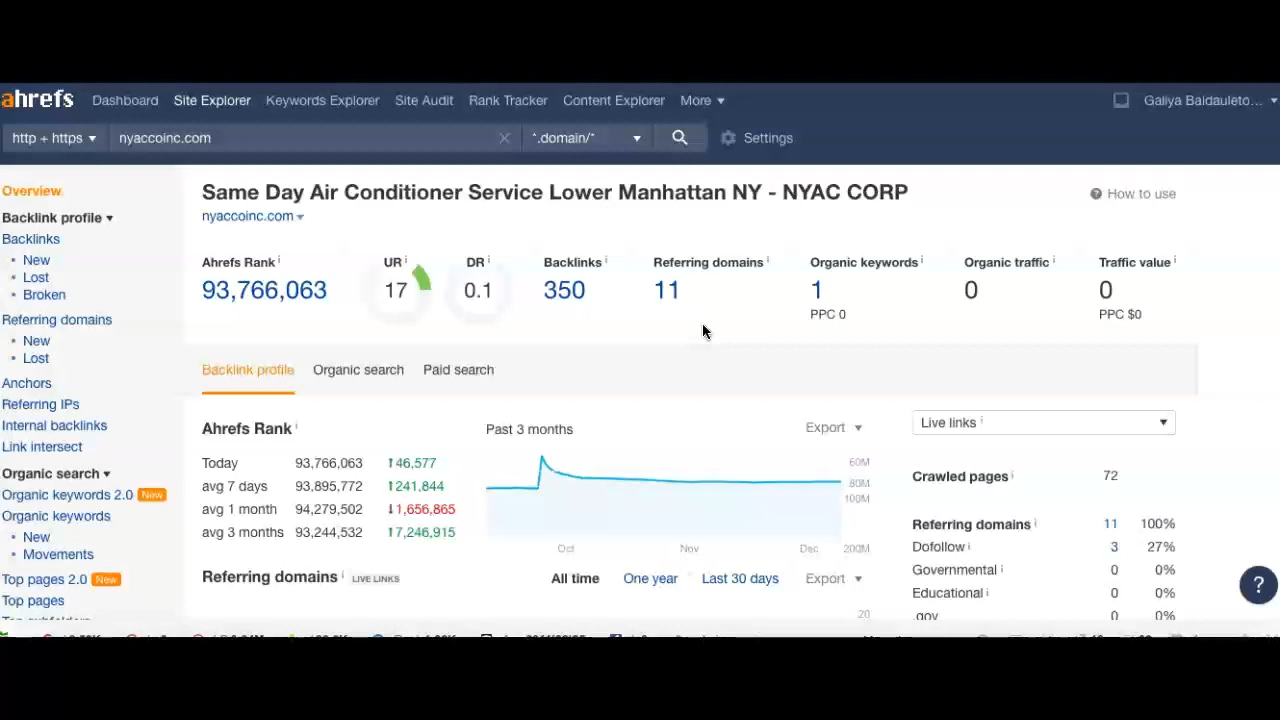 ahrefs Dashboard Site Explorer Keywords Explorer Site Audit Rank Tracker Content Explorer More Galiya Baidauleto...
http + https nyaccoinc.com *.domain/* Settings
Overview
Backlink profile
Backlinks
New
Lost
Broken
Referring domains
New
Lost
Anchors
Referring IPs
Internal backlinks
Link intersect
Organic search
Organic keywords 2.0 New
Organic keywords
New
Movements
Top pages 2.0 New
Top pages
Same Day Air Conditioner Service Lower Manhattan NY - NYAC CORP
? How to use
nyaccoinc.com
Ahrefs Rank i UR i DR i Backlinks i Referring domains i Organic keywords i Organic traffic i Traffic value i
93,766,063 17 0.1 350 11 1 0 0
PPC 0 PPC $0
Backlink profile Organic search Paid search
Ahrefs Rank i Past 3 months Export
Today 93,766,063 ↑46,577
avg 7 days 93,895,772 ↑241,844
avg 1 month 94,279,502 ↓1,656,865
avg 3 months 93,244,532 ↑7,246,915
60M
80M
100M
200M
Oct Nov Dec
Referring domains i LIVE LINKS All time One year Last 30 days Export
20
Live links i
Crawled pages i 72
Referring domains i 11 100%
Dofollow i 3 27%
Governmental i 0 0%
Educational i 0 0%
.gov 0 0%
?